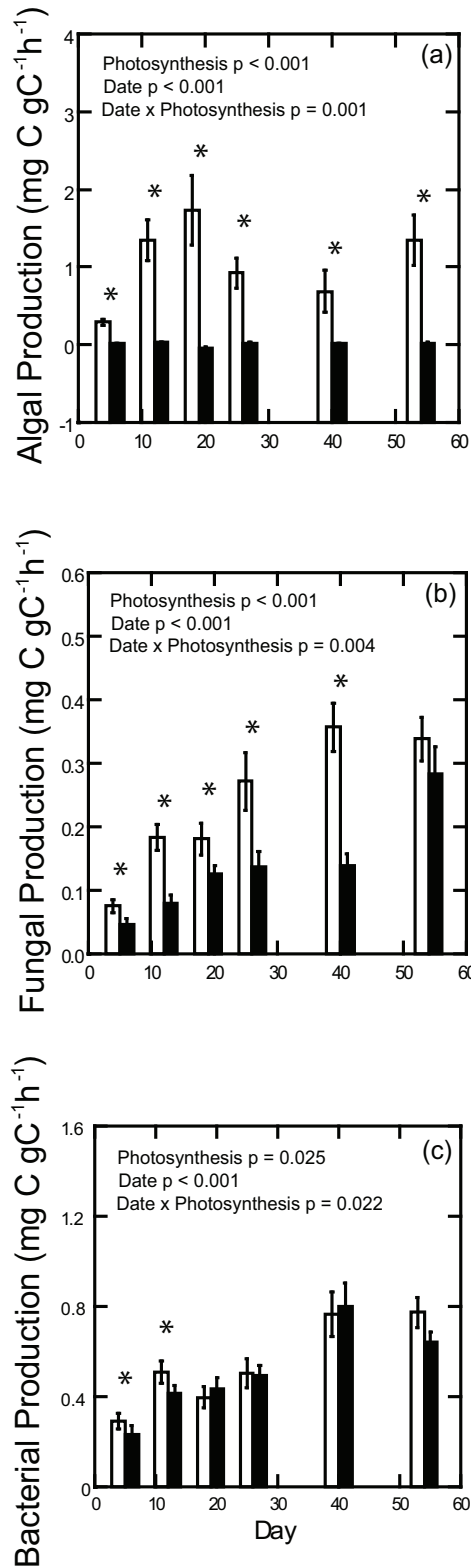 (a)
Photosynthesis p < 0.001
Date p < 0.001
Date x Photosynthesis p = 0.001
Algal Production (mg C gC⁻¹h⁻¹)
4
3
2
1
0
-1
* * * * * *
0 10 20 30 40 50 60
(b)
Photosynthesis p < 0.001
Date p < 0.001
Date x Photosynthesis p = 0.004
Fungal Production (mg C gC⁻¹h⁻¹)
0.6
0.5
0.4
0.3
0.2
0.1
0.0
* * * * *
0 10 20 30 40 50 60
(c)
Photosynthesis p = 0.025
Date p < 0.001
Date x Photosynthesis p = 0.022
Bacterial Production (mg C gC⁻¹h⁻¹)
1.6
1.2
0.8
0.4
0
* *
0 10 20 30 40 50 60
Day